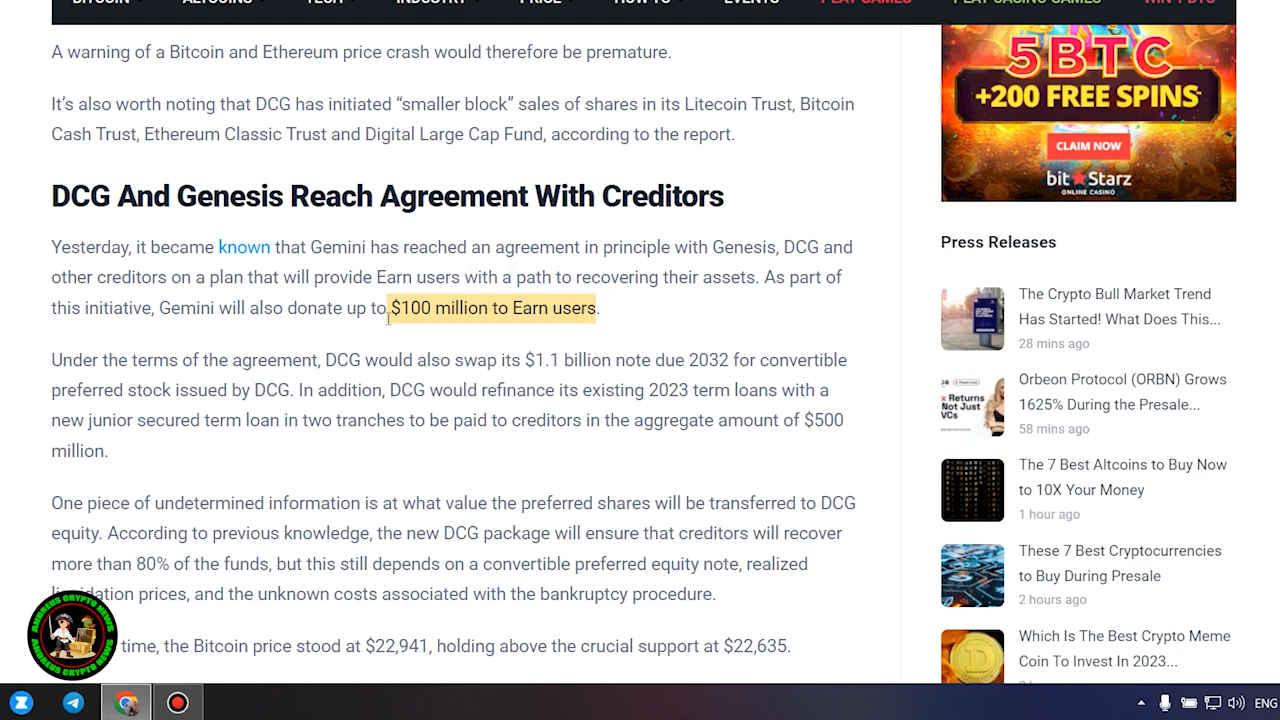 BITCOIN ALTCOINS TECH INDUSTRY PRICE HOW TO EVENTS PLAY GAMES PLAY CASINO GAMES WIN 1 BTC
A warning of a Bitcoin and Ethereum price cash would therefore be premature.
It’s also worth noting that DCG has initiated “smaller block” sales of shares in its Litecoin Trust, Bitcoin
Cash Trust, Ethereum Classic Trust and Digital Large Cap Fund, according to the report.
DCG And Genesis Reach Agreement With Creditors
Yesterday, it became known that Gemini has reached an agreement in principle with Genesis, DCG and
other creditors on a plan that will provide Earn users with a path to recovering their assets. As part of
this initiative, Gemini will also donate up to $100 million to Earn users.
Under the terms of the agreement, DCG would also swap its $1.1 billion note due 2032 for convertible
preferred stock issued by DCG. In addition, DCG would refinance its existing 2023 term loans with a
new junior secured term loan in two tranches to be paid to creditors in the aggregate amount of $500
million.
One piece of undetermined information is at what value the preferred shares will be transferred to DCG
equity. According to previous knowledge, the new DCG package will ensure that creditors will recover
more than 80% of the funds, but this still depends on a convertible preferred equity note, realized
liquidation prices, and the unknown costs associated with the bankruptcy procedure.
time, the Bitcoin price stood at $22,941, holding above the crucial support at $22,635.
ANDREUS CRYPTO NEWS
ANDREUS CRYPTO NEWS
5 BTC
+200 FREE SPINS
CLAIM NOW
bitStarz
ONLINE CASINO
Press Releases
The Crypto Bull Market Trend
Has Started! What Does This...
28 mins ago
Orbeon Protocol (ORBN) Grows
1625% During the Presale...
58 mins ago
Returns
Not Just
VCs
The 7 Best Altcoins to Buy Now
to 10X Your Money
1 hour ago
These 7 Best Cryptocurrencies
to Buy During Presale
2 hours ago
Which Is The Best Crypto Meme
Coin To Invest In 2023...
ENG